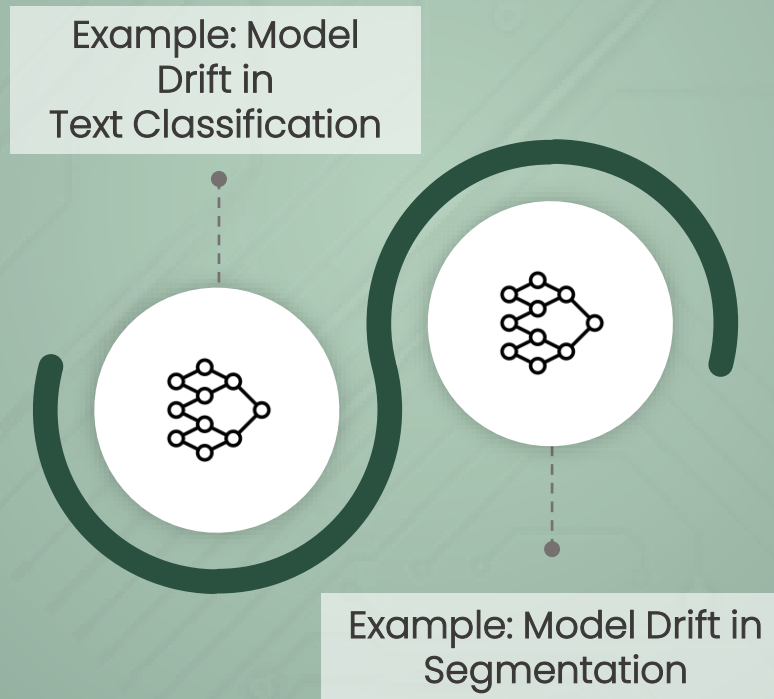 Example: Model
Drift in
Text Classification
Example: Model Drift in
Segmentation